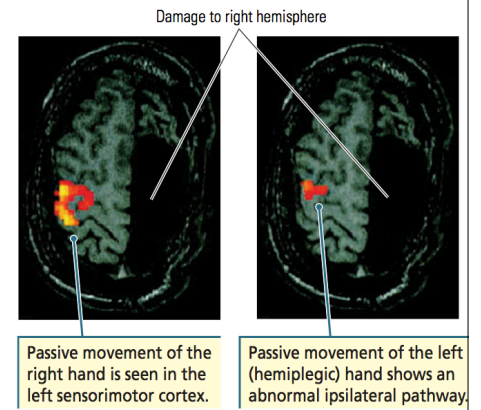 Damage to right hemisphere
Passive movement of the
right hand is seen in the
left sensorimotor cortex.
Passive movement of the left
(hemiplegic) hand shows an
abnormal ipsilateral pathway.